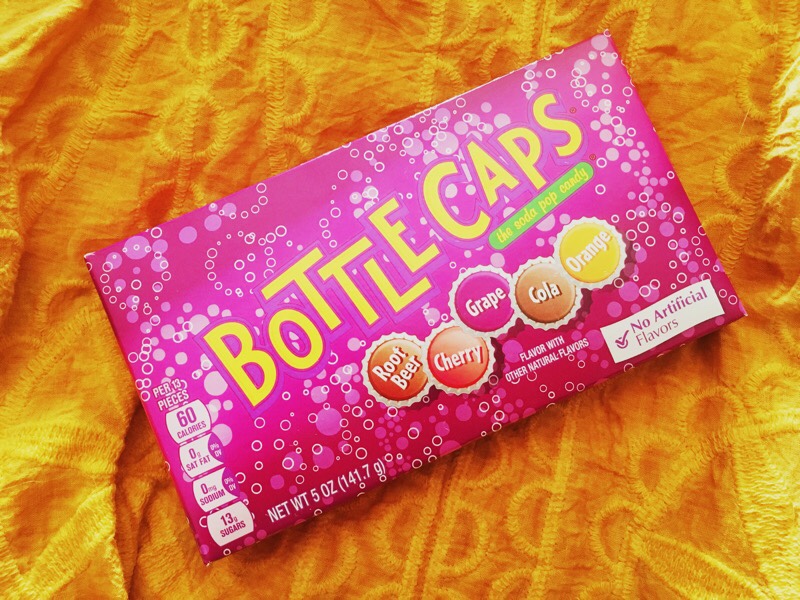 BOTTLE CAPS
the soda pop candy
Root
Beer
Cherry
Grape
Cola
Orange
FLAVOR WITH
OTHER NATURAL FLAVORS
No Artificial
Flavors
PER 13
PIECES
60
CALORIES
0g
SAT FAT
0%
DV
0mg
SODIUM
0%
DV
13g
SUGARS
NET WT 5 OZ (141.7 g)